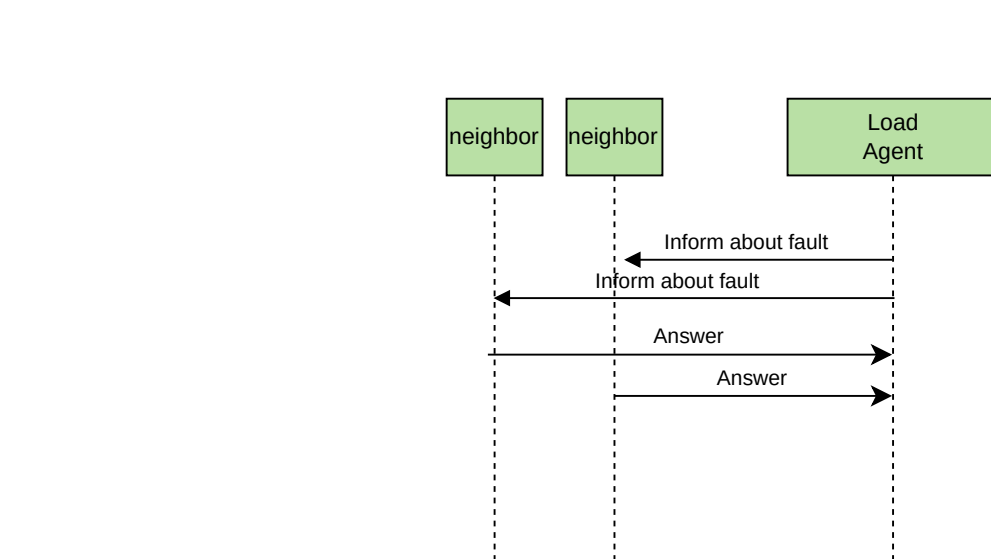 neighbor
neighbor
Load
Agent
Inform about fault
Inform about fault
Answer
Answer